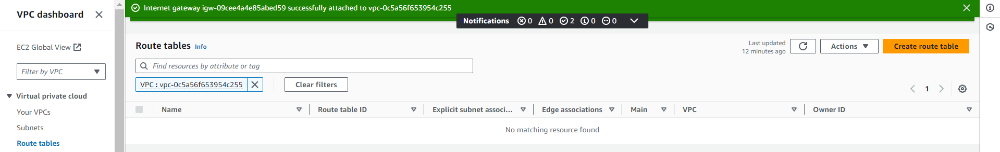 Internet gateway igw-09cee4a4e85abed59 successfully attached to vpc-0c5a56f653954c255
Notifications 0 0 2 0 0
VPC dashboard
EC2 Global View
Filter by VPC
Virtual private cloud
Your VPCs
Subnets
Route tables
Route tables Info
Last updated
12 minutes ago
Actions
Create route table
Find resources by attribute or tag
VPC : vpc-0c5a56f653954c255
Clear filters
1
Name Route table ID Explicit subnet associ... Edge associations Main VPC Owner ID
No matching resource found